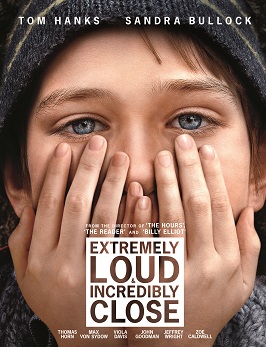 TOM HANKS SANDRA BULLOCK
FROM THE DIRECTOR OF 'THE HOURS',
'THE READER' AND 'BILLY ELLIOT'
EXTREMELY
LOUD
&
INCREDIBLY
CLOSE
THOMAS HORN MAX VON SYDOW VIOLA DAVIS JOHN GOODMAN JEFFREY WRIGHT ZOE CALDWELL